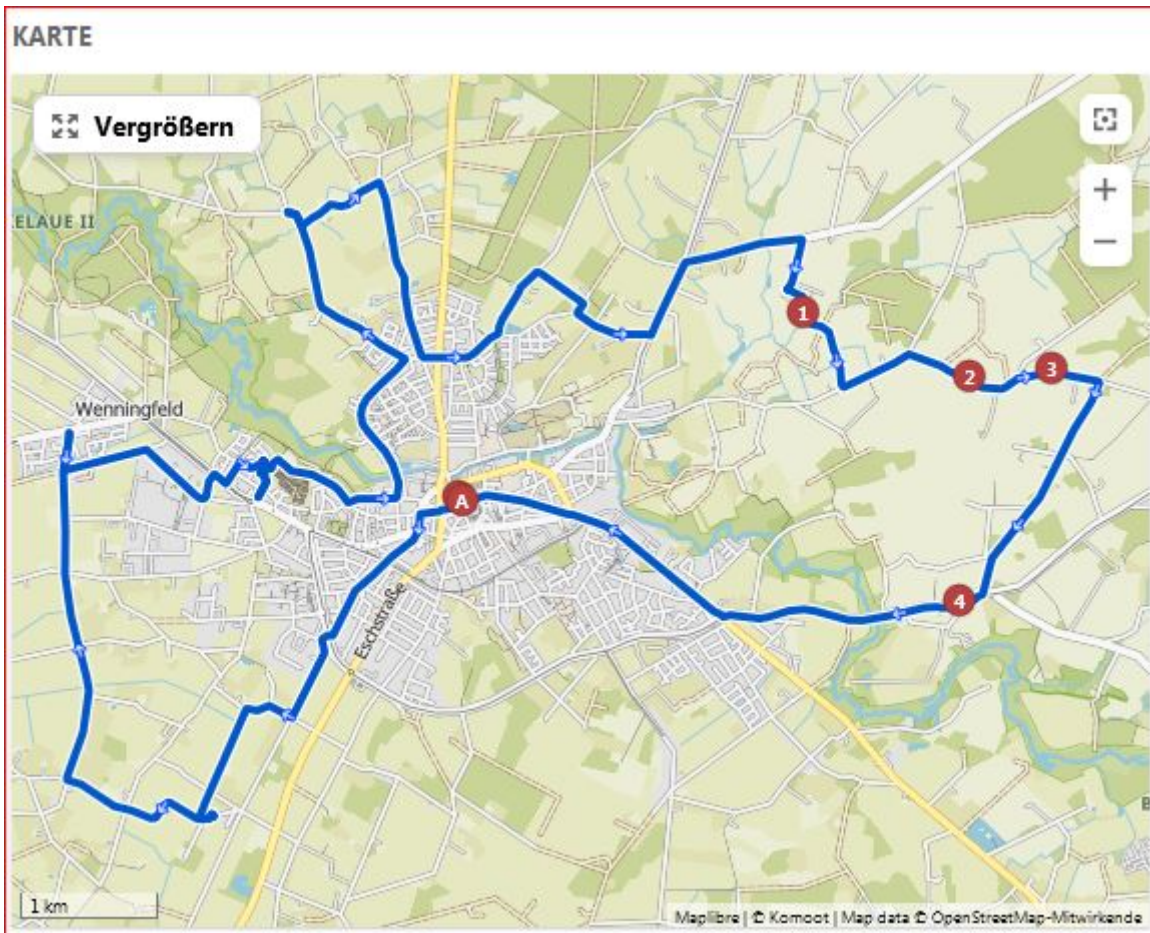 KARTE
Vergrößern
ELAUE II
+
−
1
2
3
Wenningfeld
A
Eschstraße
4
B
1 km
Maplibre | © Komoot | Map data © OpenStreetMap-Mitwirkende